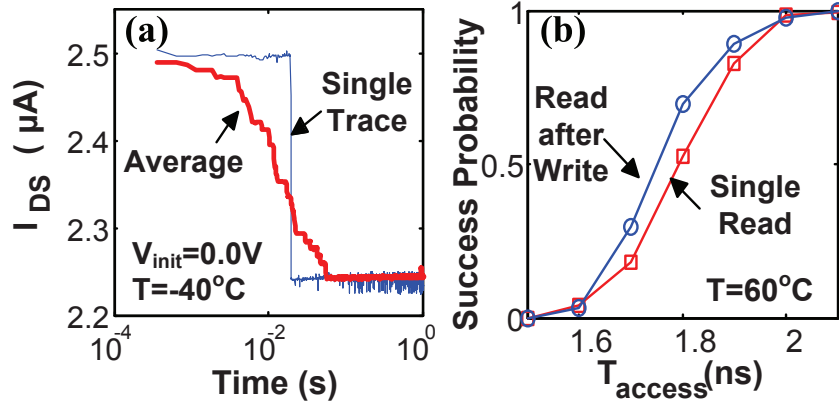 (a)
2.5
2.4
2.3
2.2
I_DS (µA)
Single
Trace
Average
V_init=0.0V
T=-40°C
10^-4
10^-2
10^0
Time (s)
(b)
1
0.5
0
Success Probability
Read
after
Write
Single
Read
T=60°C
1.6
1.8
2
T_access(ns)